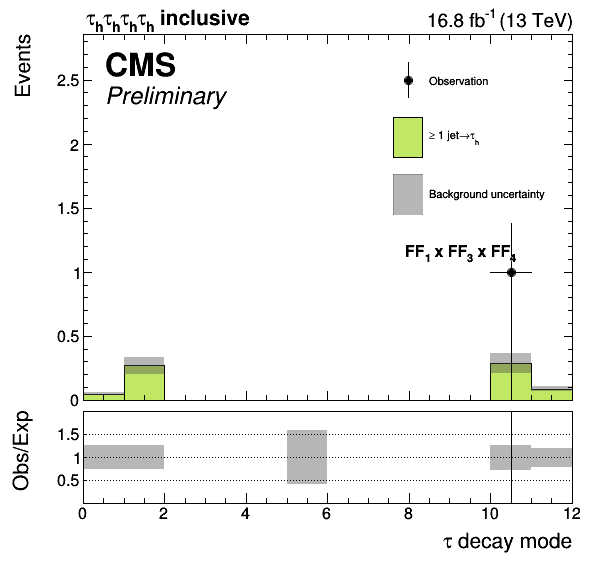 τhτhτhτh inclusive
16.8 fb⁻¹ (13 TeV)
Events
CMS
Preliminary
Observation
≥ 1 jet→τh
Background uncertainty
FF₁ x FF₃ x FF₄
2.5
2
1.5
1
0.5
0
Obs/Exp
1.5
1
0.5
0 2 4 6 8 10 12
τ decay mode